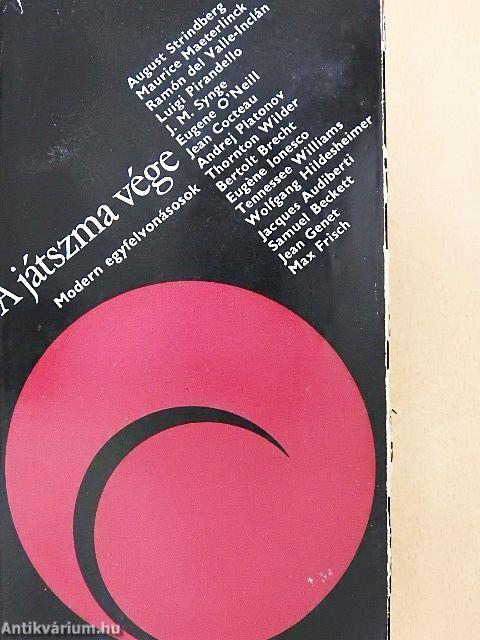 August Strindberg
Maurice Maeterlinck
Ramón del Valle-Inclán
Luigi Pirandello
J. M. Synge
Eugene O'Neill
Jean Cocteau
Andrej Platonov
Thornton Wilder
Bertolt Brecht
Eugène Ionesco
Tennessee Williams
Wolfgang Hildesheimer
Jacques Audiberti
Samuel Beckett
Jean Genet
Max Frisch
A játszma vége
Modern egyfelvonásosok
Antikvárium.hu